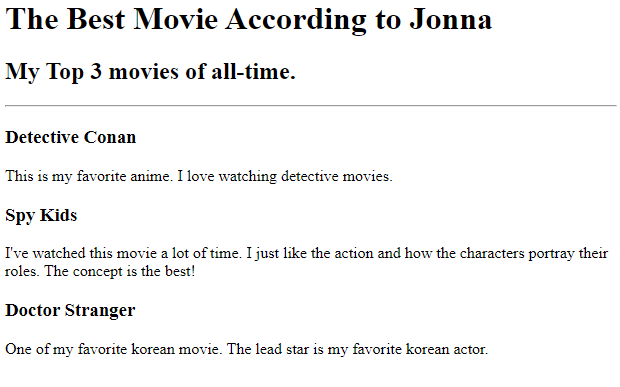 The Best Movie According to Jonna
My Top 3 movies of all-time.
Detective Conan
This is my favorite anime. I love watching detective movies.
Spy Kids
I've watched this movie a lot of time. I just like the action and how the characters portray their
roles. The concept is the best!
Doctor Stranger
One of my favorite korean movie. The lead star is my favorite korean actor.